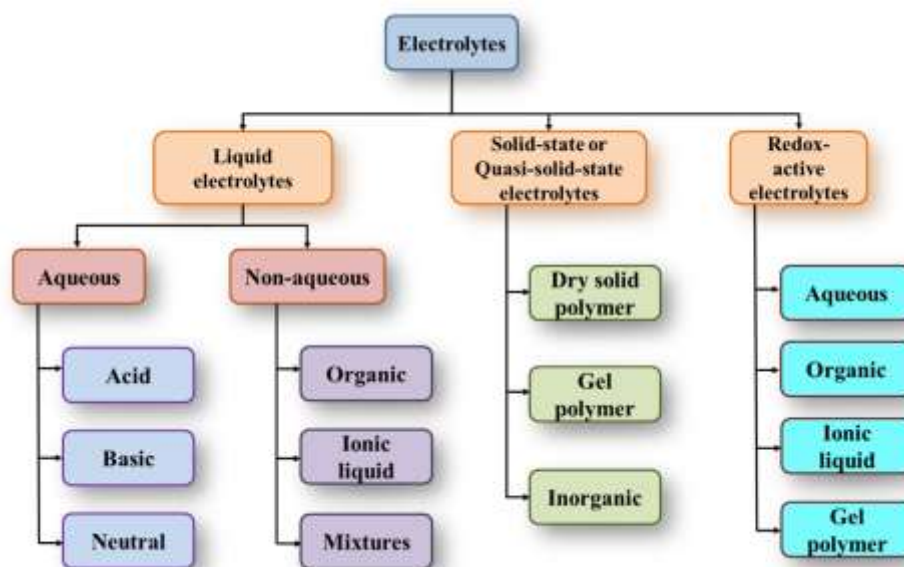 Electrolytes
Liquid
electrolytes
Solid-state or
Quasi-solid-state
electrolytes
Redox-
active
electrolytes
Aqueous
Non-aqueous
Acid
Basic
Neutral
Organic
Ionic
liquid
Mixtures
Dry solid
polymer
Gel
polymer
Inorganic
Aqueous
Organic
Ionic
liquid
Gel
polymer